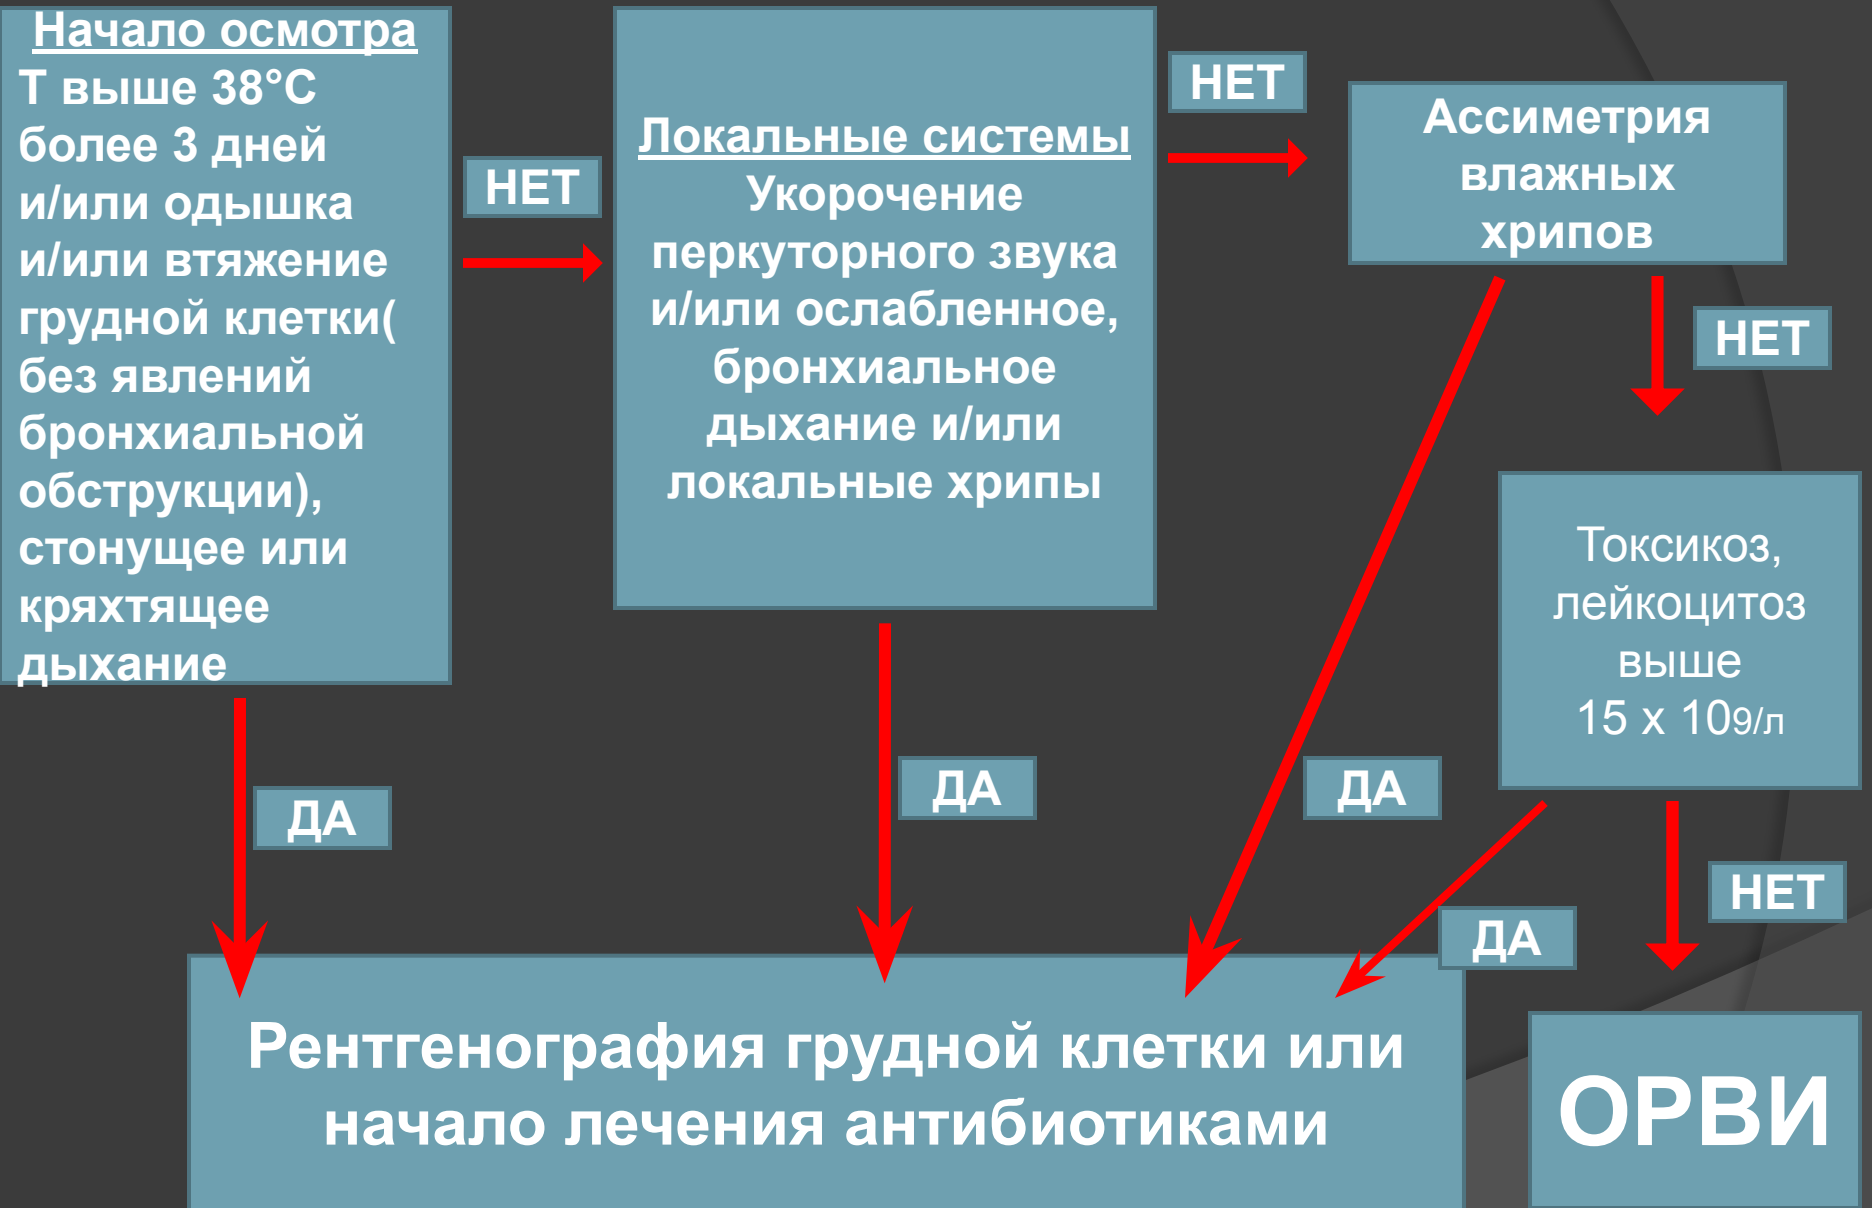 Начало осмотра
Т выше 38°С
более 3 дней
и/или одышка
и/или втяжение
грудной клетки(
без явлений
бронхиальной
обструкции),
стонущее или
кряхтящее
дыхание
НЕТ
Локальные системы
Укорочение
перкуторного звука
и/или ослабленное,
бронхиальное
дыхание и/или
локальные хрипы
НЕТ
Ассиметрия
влажных
хрипов
НЕТ
Токсикоз,
лейкоцитоз
выше
15 х 109/л
ДА
ДА
ДА
ДА
НЕТ
Рентгенография грудной клетки или
начало лечения антибиотиками
ОРВИ